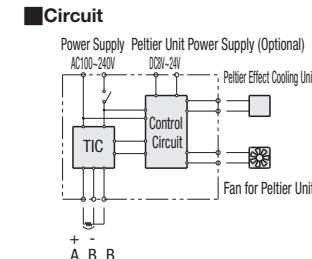 ■Circuit
Power Supply Peltier Unit Power Supply (Optional)
AC100~240V DC8V~24V
Peltier Effect Cooling Uni
Control
Circuit
TIC
Fan for Peltier Unit
+ -
A B B